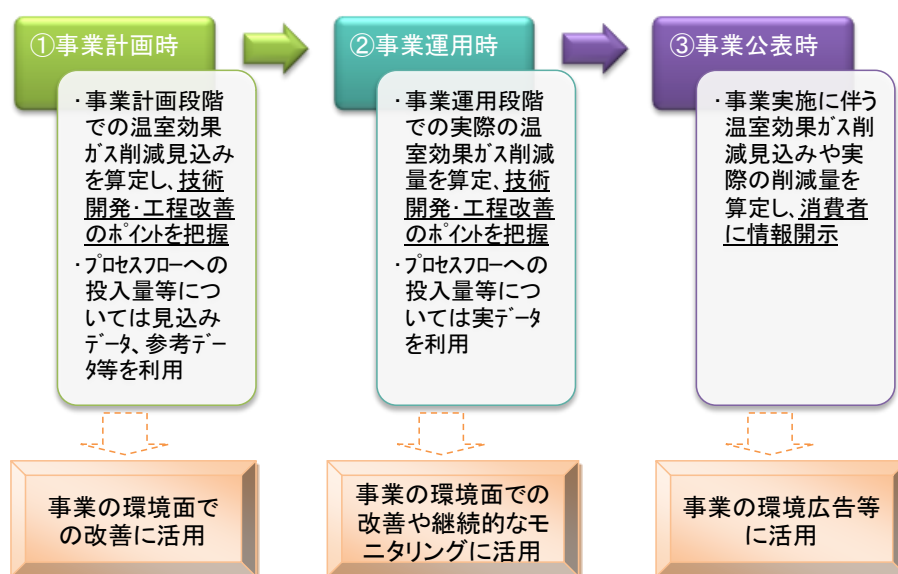 ①事業計画時
・事業計画段階
での温室効果
ｶﾞｽ削減見込み
を算定し、技術
開発・工程改善
のﾎﾟｲﾝﾄを把握
・ﾌﾟﾛｾｽﾌﾛｰへの
投入量等につ
いては見込み
ﾃﾞｰﾀ、参考ﾃﾞｰ
ﾀ等を利用
事業の環境面で
の改善に活用
②事業運用時
・事業運用段階
での実際の温
室効果ｶﾞｽ削減
量を算定、技術
開発・工程改善
のﾎﾟｲﾝﾄを把握
・ﾌﾟﾛｾｽﾌﾛｰへの
投入量等につ
いては実ﾃﾞｰﾀ
を利用
事業の環境面での
改善や継続的なモ
ニタリングに活用
③事業公表時
・事業実施に伴う
温室効果ｶﾞｽ削
減見込みや実
際の削減量を
算定し、消費者
に情報開示
事業の環境広告等
に活用